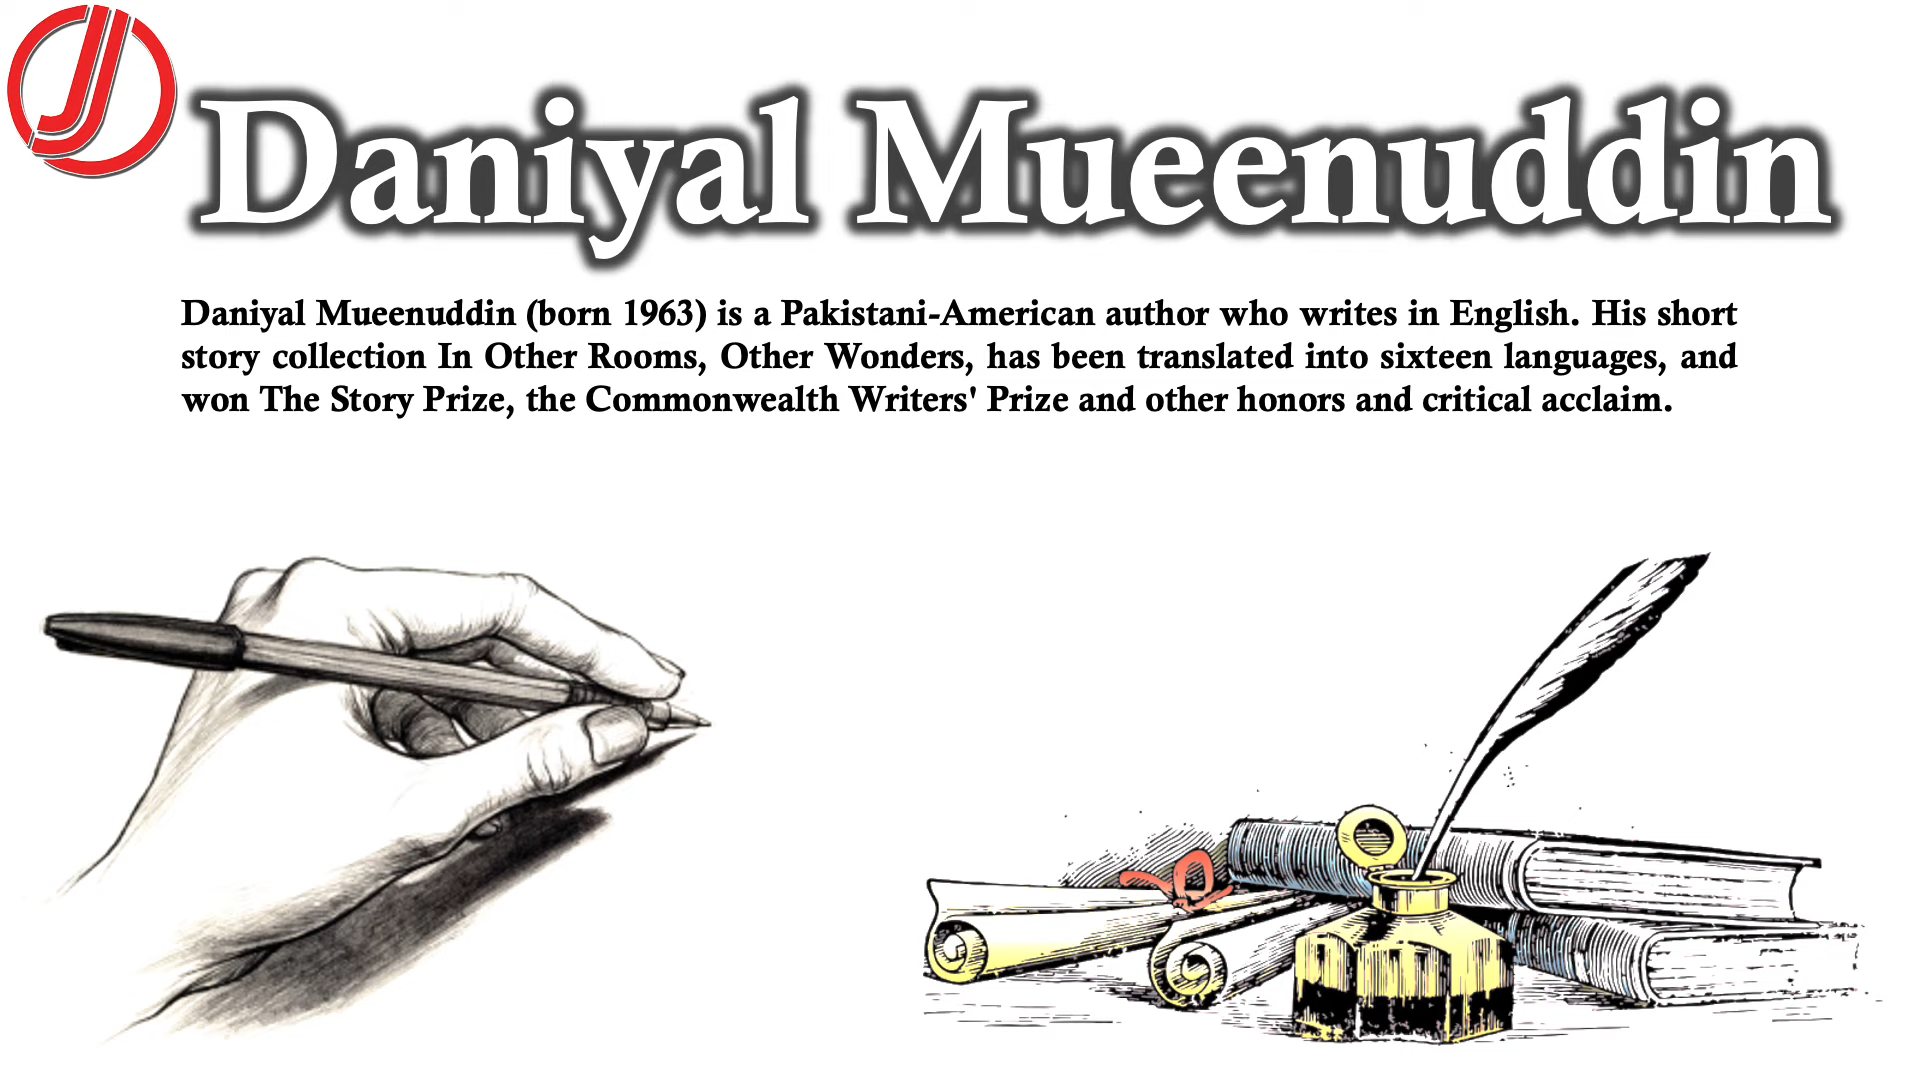 Daniyal Mueenuddin
Daniyal Mueenuddin (born 1963) is a Pakistani-American author who writes in English. His short
story collection In Other Rooms, Other Wonders, has been translated into sixteen languages, and
won The Story Prize, the Commonwealth Writers' Prize and other honors and critical acclaim.